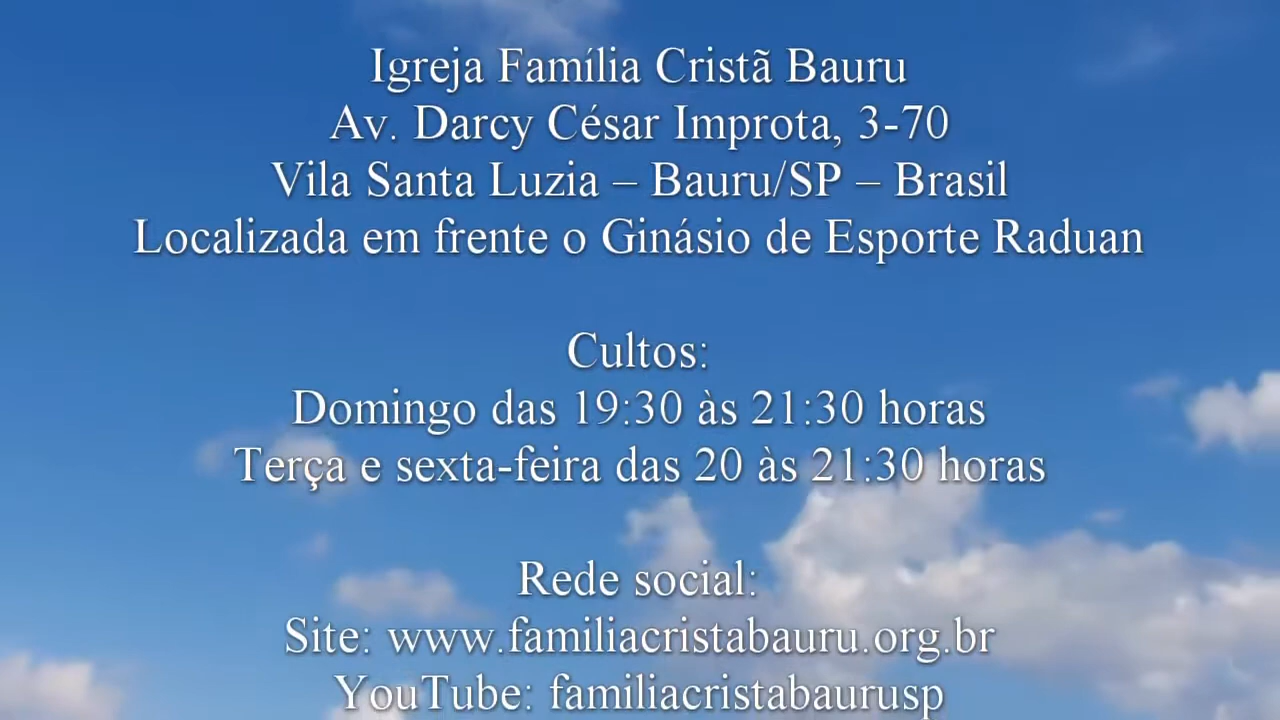 Igreja Família Cristã Bauru
Av. Darcy César Improta, 3-70
Vila Santa Luzia – Bauru/SP – Brasil
Localizada em frente o Ginásio de Esporte Raduan
Cultos:
Domingo das 19:30 às 21:30 horas
Terça e sexta-feira das 20 às 21:30 horas
Rede social:
Site: www.familiacristabauru.org.br
YouTube: familiacristabaurusp